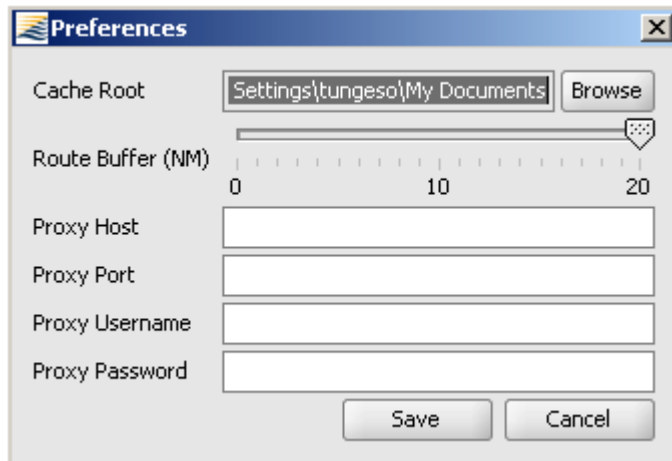 Preferences
Cache Root Settings\tungeso\My Documents Browse
Route Buffer (NM)
0 10 20
Proxy Host
Proxy Port
Proxy Username
Proxy Password
Save Cancel